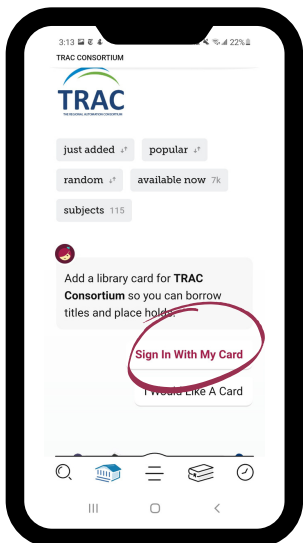 3:13 22%
TRAC CONSORTIUM
TRAC
THE REGIONAL AUTOMATION CONSORTIUM
just added popular
random available now 7k
subjects 115
Add a library card for TRAC
Consortium so you can borrow
titles and place holds.
Sign In With My Card
I Would Like A Card